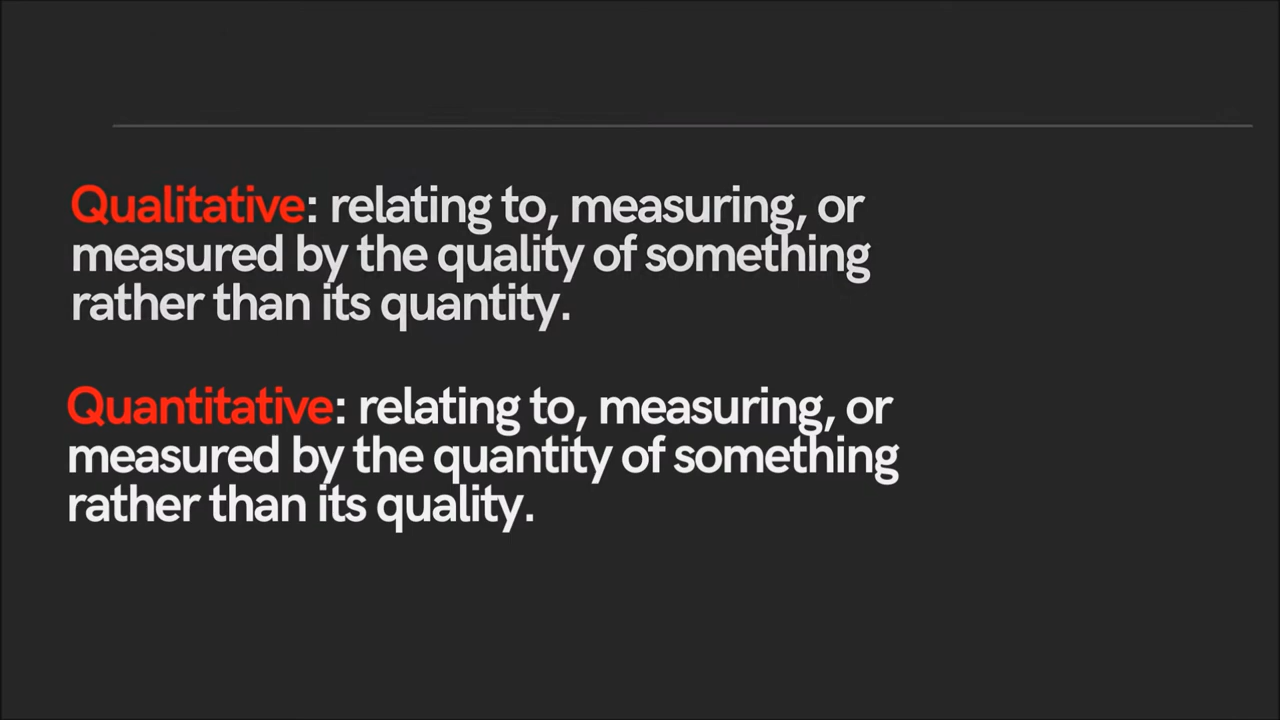 Qualitative: relating to, measuring, or
measured by the quality of something
rather than its quantity.
Quantitative: relating to, measuring, or
measured by the quantity of something
rather than its quality.